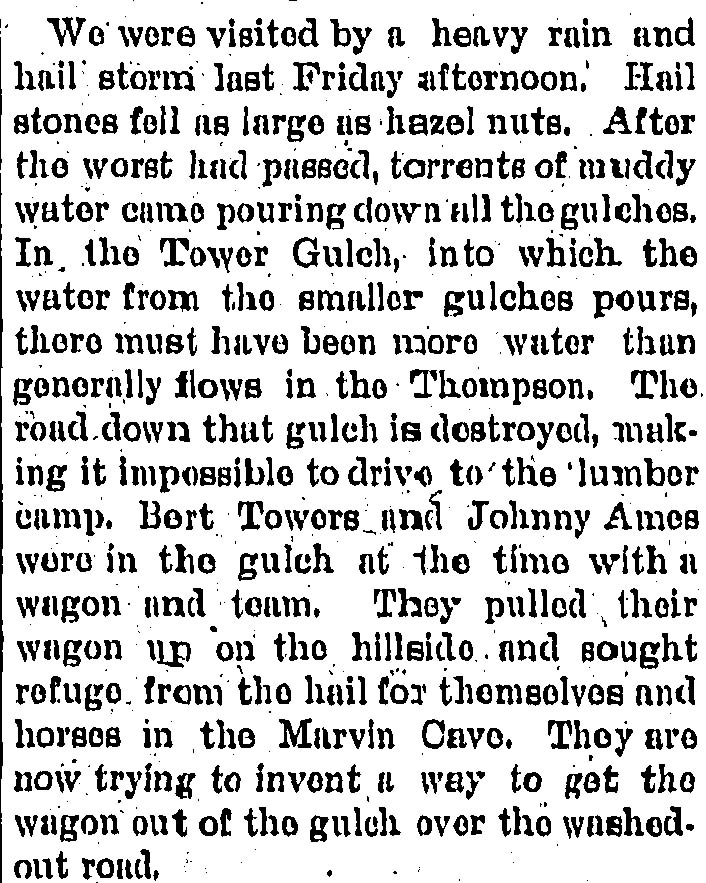 We were visited by a heavy rain and
hail storm last Friday afternoon. Hail
stones fell as large as hazel nuts. After
the worst had passed, torrents of muddy
water came pouring down all the gulches.
In the Tower Gulch, into which the
water from the smaller gulches pours,
there must have been more water than
generally flows in the Thompson. The
road down that gulch is destroyed, mak-
ing it impossible to drive to the lumber
camp. Bert Towers and Johnny Ames
were in the gulch at the time with a
wagon and team. They pulled their
wagon up on the hillside and sought
refuge from the hail for themselves and
horses in the Marvin Cave. They are
now trying to invent a way to get the
wagon out of the gulch over the washed-
out road.